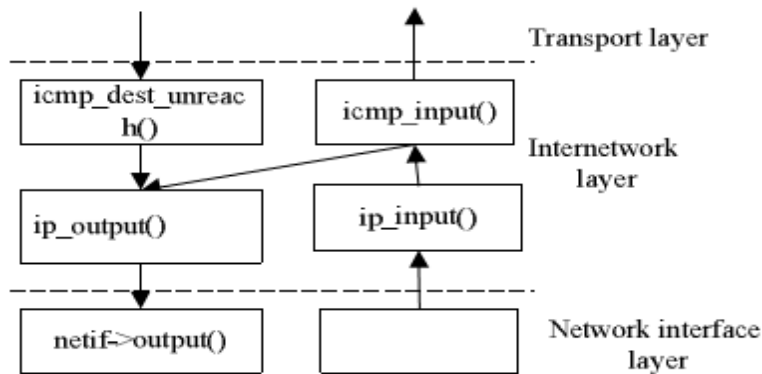 Transport layer
icmp_dest_unreac
h()
icmp_input()
Internetwork
layer
ip_output()
ip_input()
netif->output()
Network interface
layer